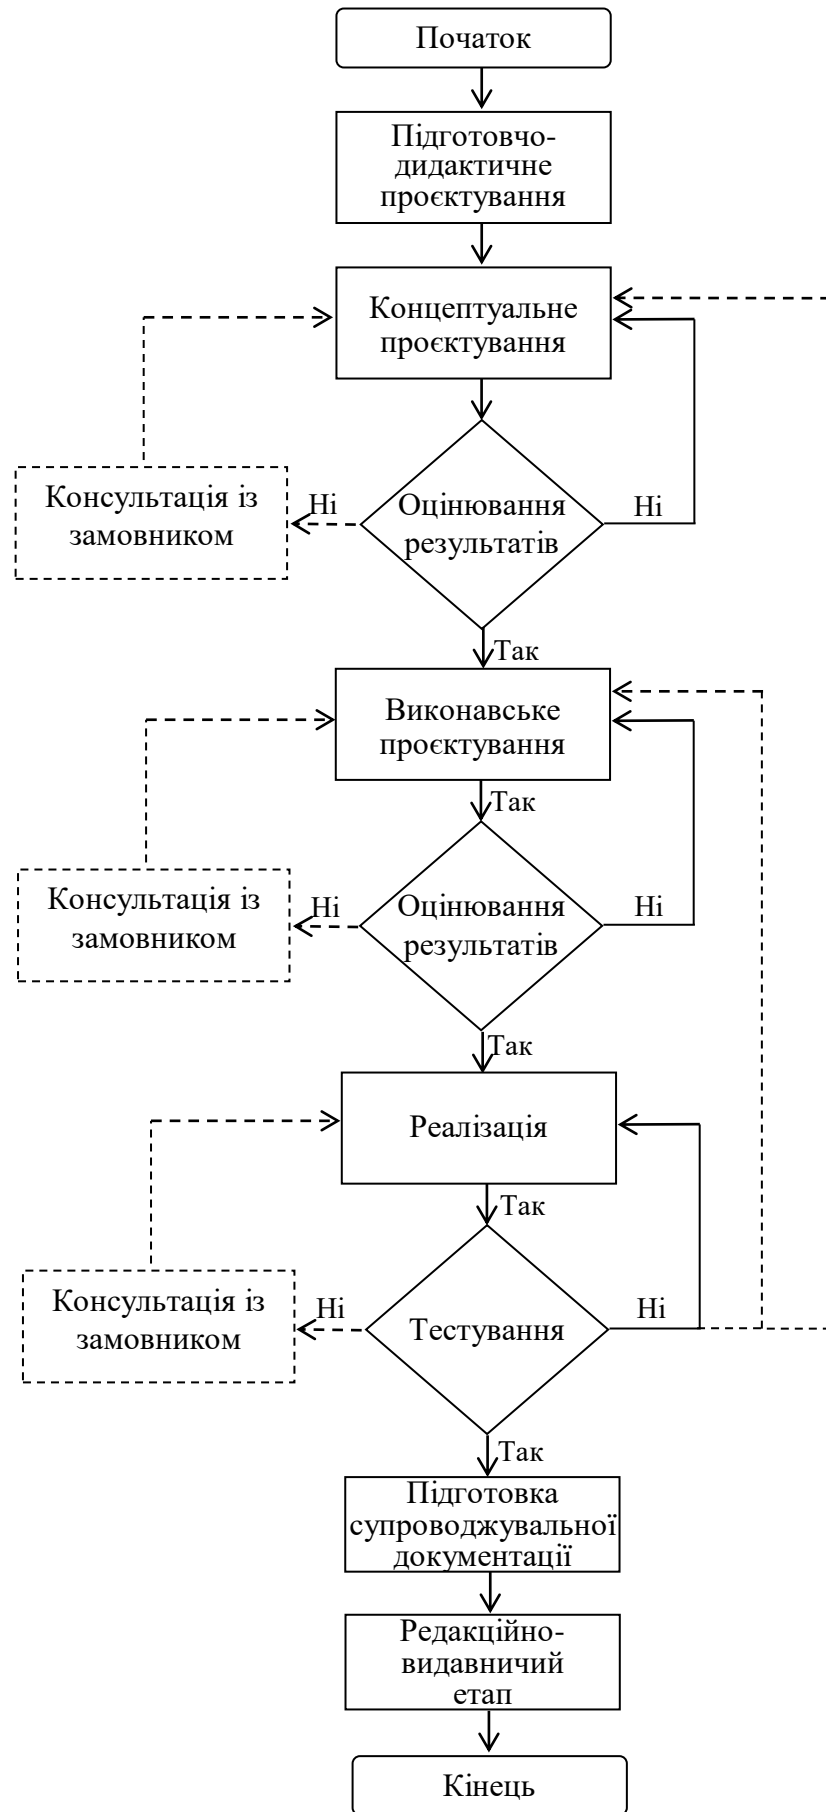 Початок
Підготовчо-
дидактичне
проєктування
Концептуальне
проєктування
Консультація із
замовником
Ні
Оцінювання
результатів
Ні
Так
Виконавське
проєктування
Так
Консультація із
замовником
Ні
Оцінювання
результатів
Ні
Так
Реалізація
Так
Консультація із
замовником
Ні
Тестування
Ні
Так
Підготовка
супроводжувальної
документації
Редакційно-
видавничий
етап
Кінець